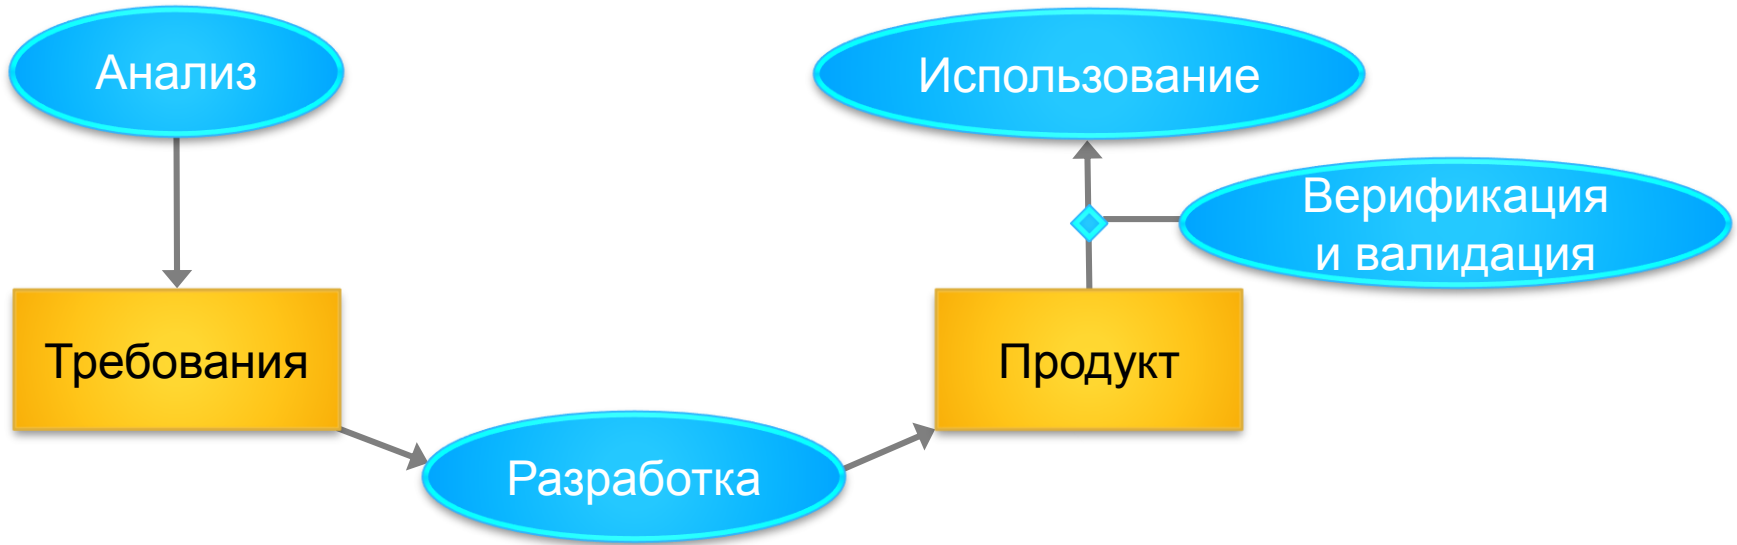 Анализ
Использование
Верификация
и валидация
Требования
Продукт
Разработка